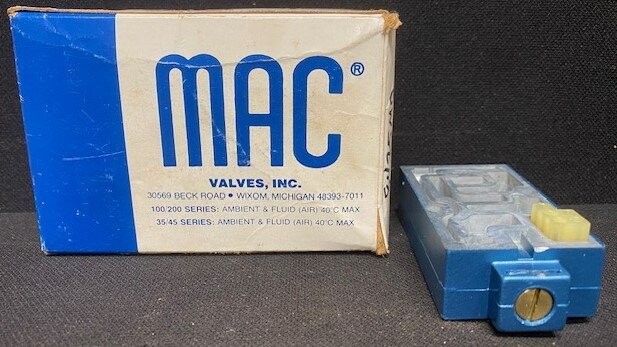 MAC®
VALVES, INC.
30569 BECK ROAD • WIXOM, MICHIGAN 48393-7011
100/200 SERIES: AMBIENT & FLUID (AIR) 40°C MAX
35/45 SERIES: AMBIENT & FLUID (AIR) 40°C MAX